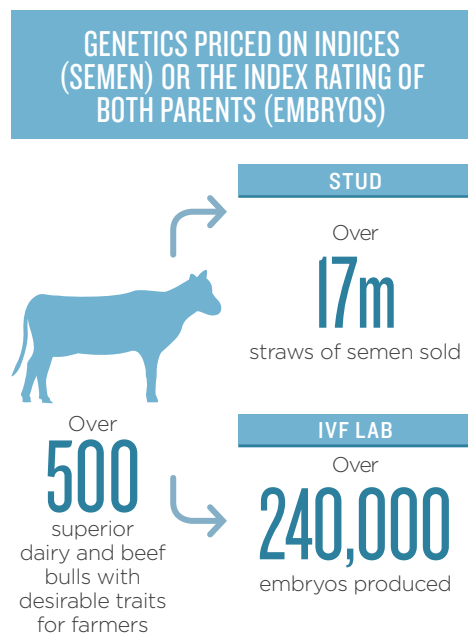 GENETICS PRICED ON INDICES
(SEMEN) OR THE INDEX RATING OF
BOTH PARENTS (EMBRYOS)
STUD
Over
17m
straws of semen sold
Over
500
superior
dairy and beef
bulls with
desirable traits
for farmers
IVF LAB
Over
240,000
embryos produced